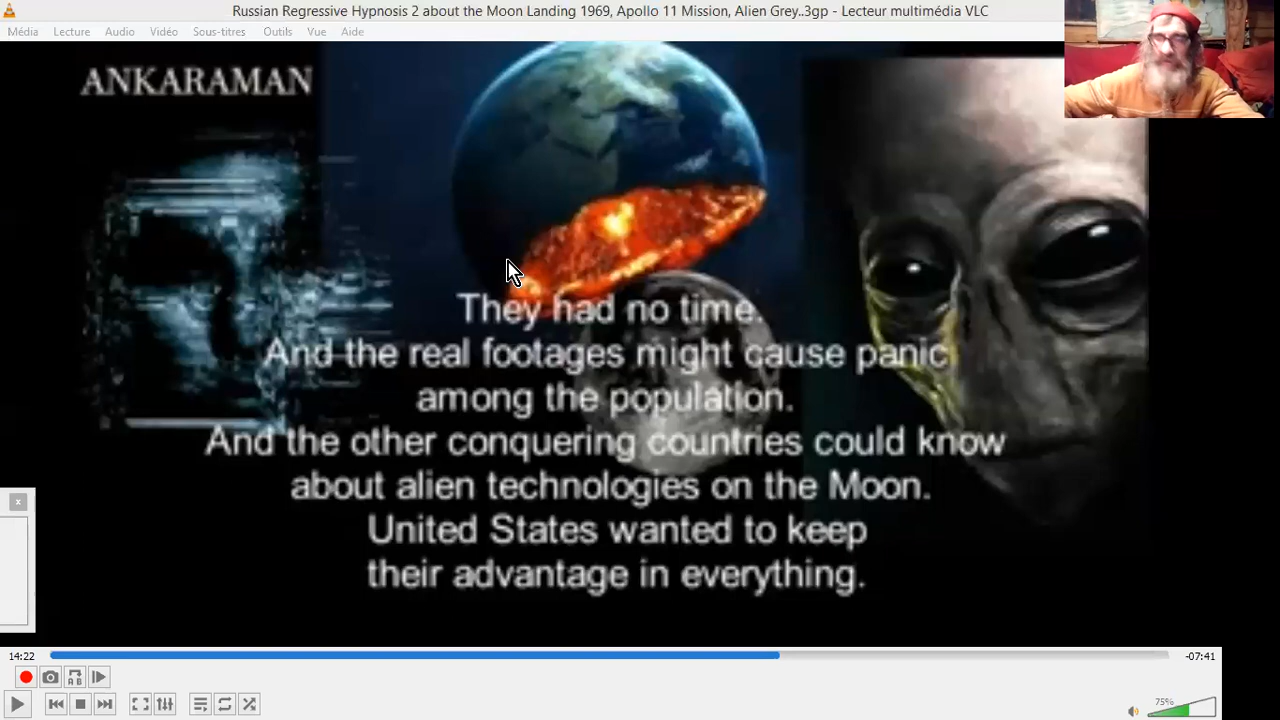 Russian Regressive Hypnosis 2 about the Moon Landing 1969, Apollo 11 Mission, Alien Grey..3gp - Lecteur multimédia VLC
Média Lecture Audio Vidéo Sous-titres Outils Vue Aide
ANKARAMAN
They had no time.
And the real footages might cause panic
among the population.
And the other conquering countries could know
about alien technologies on the Moon.
United States wanted to keep
their advantage in everything.
x
14:22
-07:41
A B
75%